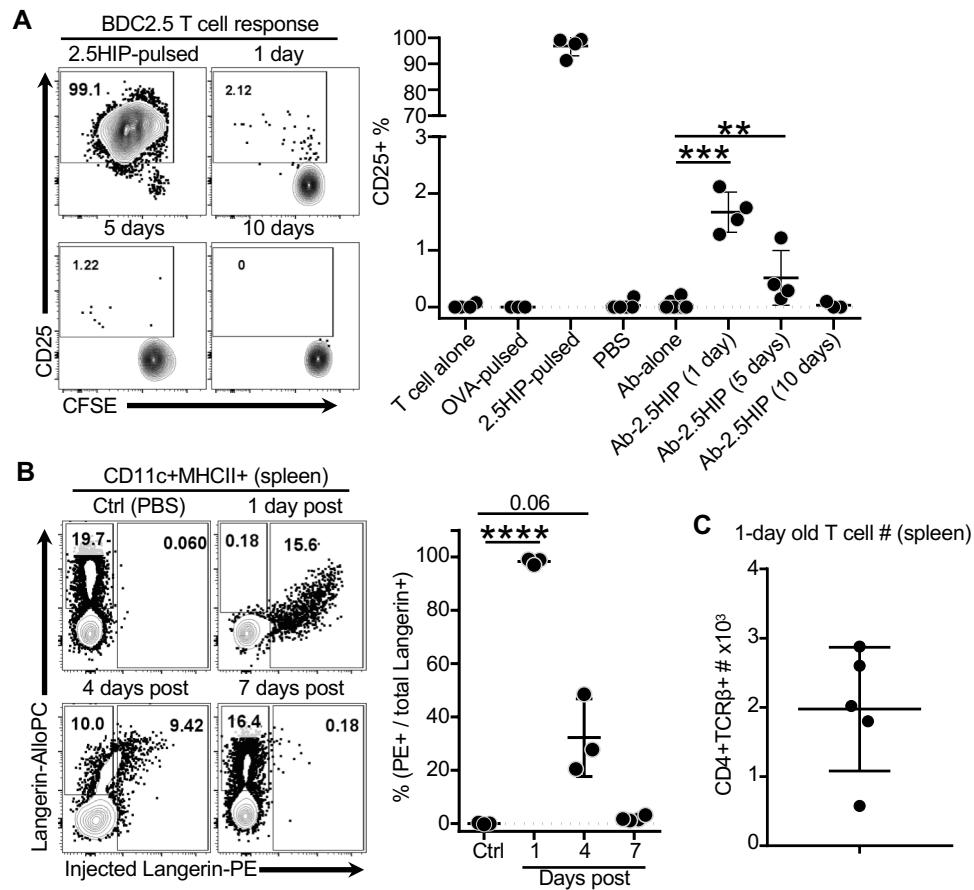 A
BDC2.5 T cell response
2.5HIP-pulsed
1 day
99.1
2.12
5 days
10 days
1.22
0
CD25
CFSE
CD25+ %
100
90
80
70
3
2
1
0
**
***
T cell alone
OVA-pulsed
2.5HIP-pulsed
PBS
Ab-alone
Ab-2.5HIP (1 day)
Ab-2.5HIP (5 days)
Ab-2.5HIP (10 days)
B
CD11c+MHCII+ (spleen)
Ctrl (PBS)
1 day post
19.7
0.060
0.18
15.6
4 days post
7 days post
10.0
9.42
16.4
0.18
Langerin-AlloPC
Injected Langerin-PE
% (PE+ / total Langerin+)
0.06
****
100
80
60
40
20
0
Ctrl
1
4
7
Days post
C
1-day old T cell # (spleen)
CD4+TCRβ+ # x10³
4
3
2
1
0